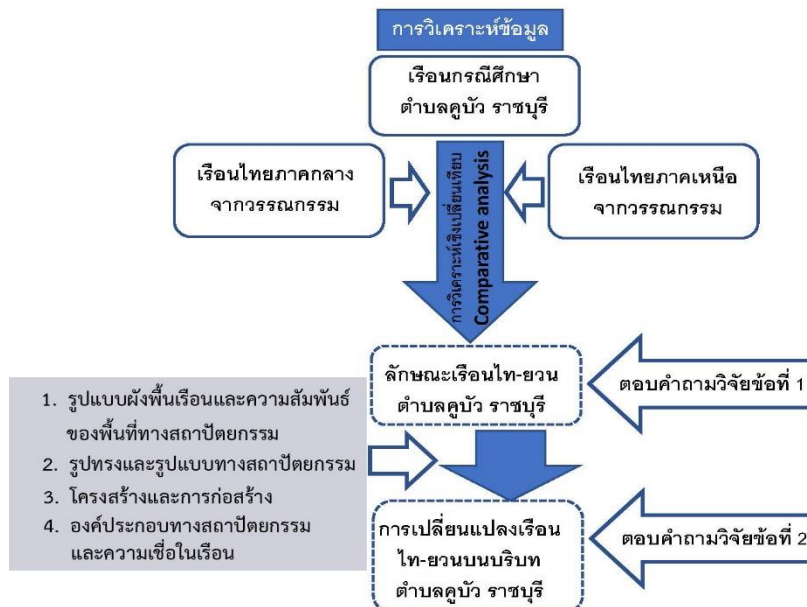 การวิเคราะห์ข้อมูล
เรือนกรณีศึกษา
ตำบลคูบัว ราชบุรี
เรือนไทยภาคกลาง
จากวรรณกรรม
การวิเคราะห์เชิงเปลี่ยนเทียบ
Comparative analysis
เรือนไทยภาคเหนือ
จากวรรณกรรม
ลักษณะเรือนไท-ยวน
ตำบลคูบัว ราชบุรี
ตอบคำถามวิจัยข้อที่ 1
1. รูปแบบผังพื้นเรือนและความสัมพันธ์
ของพื้นที่ทางสถาปัตยกรรม
2. รูปทรงและรูปแบบทางสถาปัตยกรรม
3. โครงสร้างและการก่อสร้าง
4. องค์ประกอบทางสถาปัตยกรรม
และความเชื่อในเรือน
การเปลี่ยนแปลงเรือน
ไท-ยวนบนบริบท
ตำบลคูบัว ราชบุรี
ตอบคำถามวิจัยข้อที่ 2